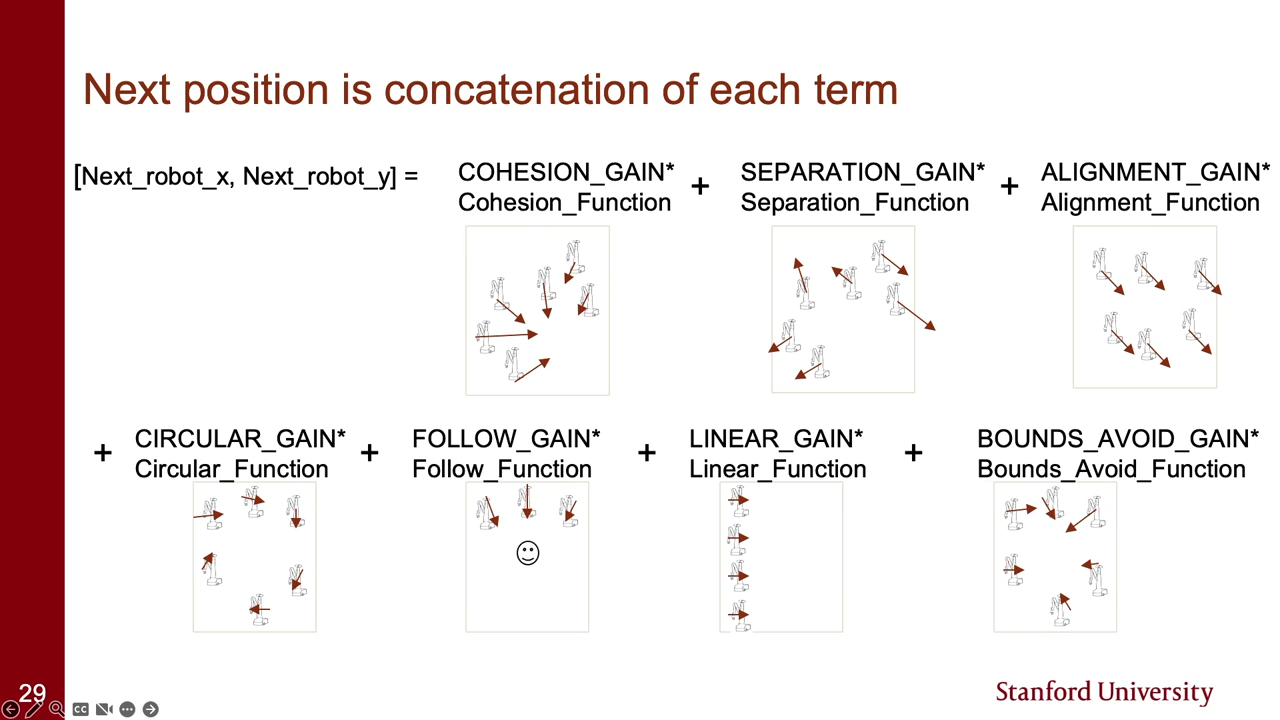 Next position is concatenation of each term
[Next_robot_x, Next_robot_y] =
COHESION_GAIN*
Cohesion_Function
+
SEPARATION_GAIN*
Separation_Function
+
ALIGNMENT_GAIN*
Alignment_Function
+
CIRCULAR_GAIN*
Circular_Function
+
FOLLOW_GAIN*
Follow_Function
+
LINEAR_GAIN*
Linear_Function
+
BOUNDS_AVOID_GAIN*
Bounds_Avoid_Function
29
CC
Stanford University